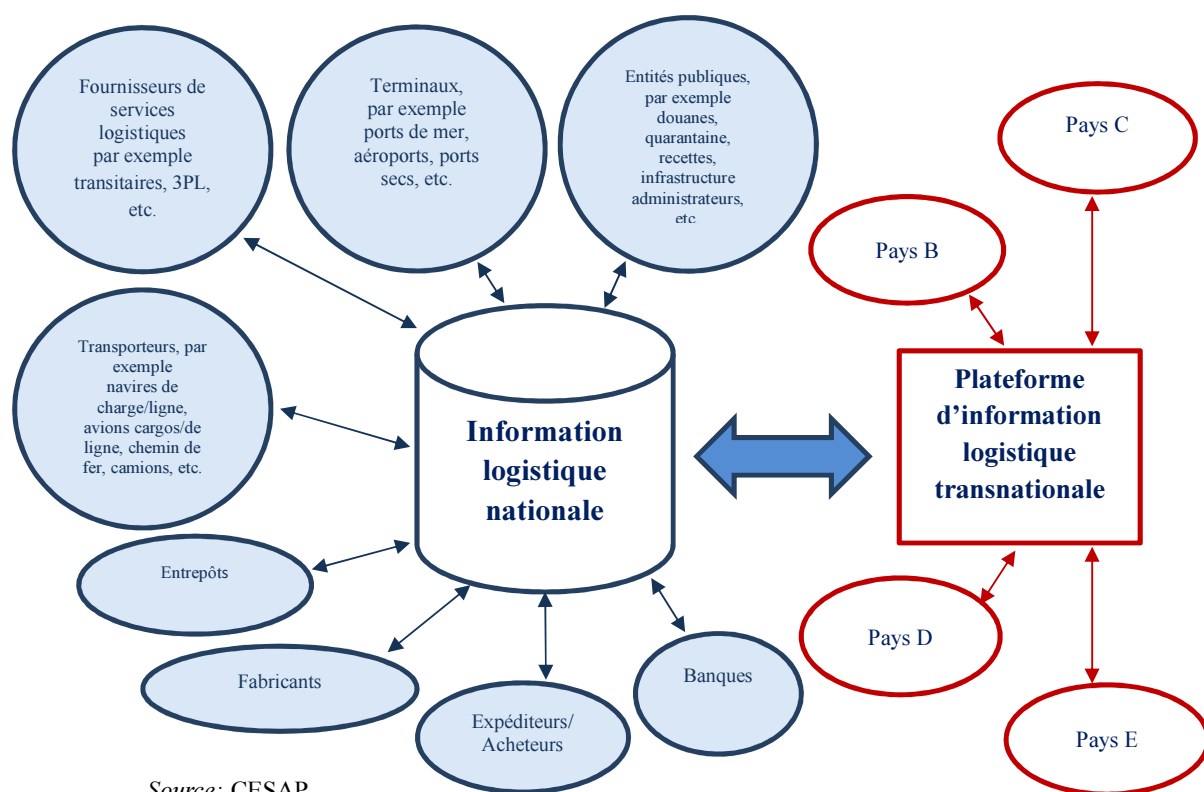 Fournisseurs de
services
logistiques
par exemple
transitaires, 3PL,
etc.
Terminaux,
par exemple
ports de mer,
aéroports, ports
secs, etc.
Entités publiques,
par exemple
douanes,
quarantaine,
recettes,
infrastructure
administrateurs,
etc
Pays C
Pays B
Transporteurs, par
exemple
navires de
charge/ligne,
avions cargos/de
ligne, chemin de
fer, camions, etc.
Information
logistique
nationale
Plateforme
d’information
logistique
transnationale
Entrepôts
Fabricants
Expéditeurs/
Acheteurs
Banques
Pays D
Pays E
Source: CESAP